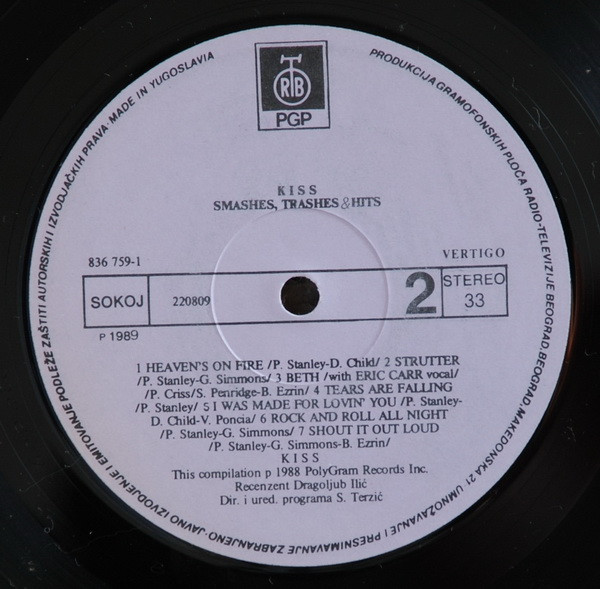 PRODUKCIJA GRAMOFONSKIH PLOČA RADIO-TELEVIZIJE BEOGRAD, BEOGRAD MAKEDONSKA 21 · UMNOŽAVANJE I PRESNIMAVANJE ZABRANJENO · JAVNO IZVODJENJE I EMITOVANJE PODLEŽE ZAŠTITI AUTORSKIH I IZVODJAČKIH PRAVA · MADE IN YUGOSLAVIA
RTB
PGP
KISS
SMASHES, TRASHES & HITS
836 759-1
VERTIGO
SOKOJ
220809
2
STEREO
33
P 1989
1 HEAVEN'S ON FIRE /P. Stanley-D. Child/ 2 STRUTTER
/P. Stanley-G. Simmons/ 3 BETH /with ERIC CARR vocal/
/P. Criss/S. Penridge-B. Ezrin/ 4 TEARS ARE FALLING
/P. Stanley/ 5 I WAS MADE FOR LOVIN' YOU /P. Stanley-
D. Child-V. Poncia/ 6 ROCK AND ROLL ALL NIGHT
/P. Stanley-G. Simmons/ 7 SHOUT IT OUT LOUD
/P. Stanley-G. Simmons-B. Ezrin/
KISS
This compilation p 1988 PolyGram Records Inc.
Recenzent Dragoljub Ilić
Dir. i ured. programa S. Terzić